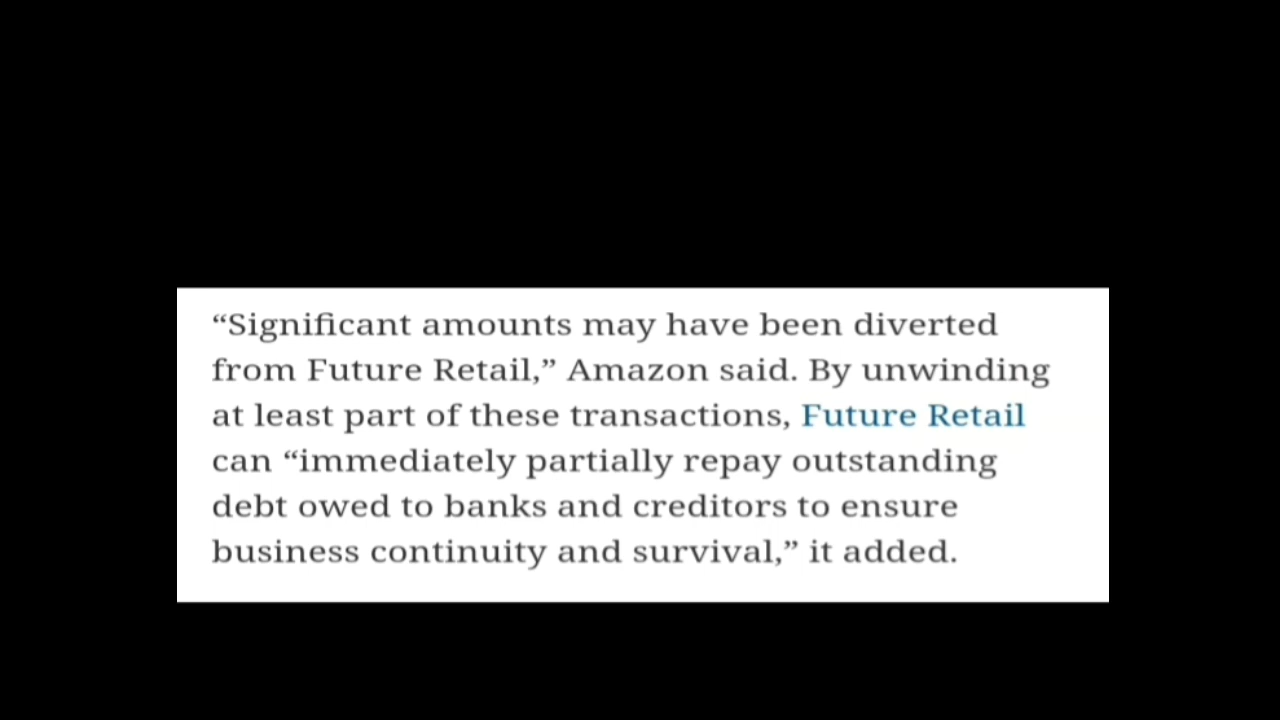 “Significant amounts may have been diverted
from Future Retail,” Amazon said. By unwinding
at least part of these transactions, Future Retail
can “immediately partially repay outstanding
debt owed to banks and creditors to ensure
business continuity and survival,” it added.